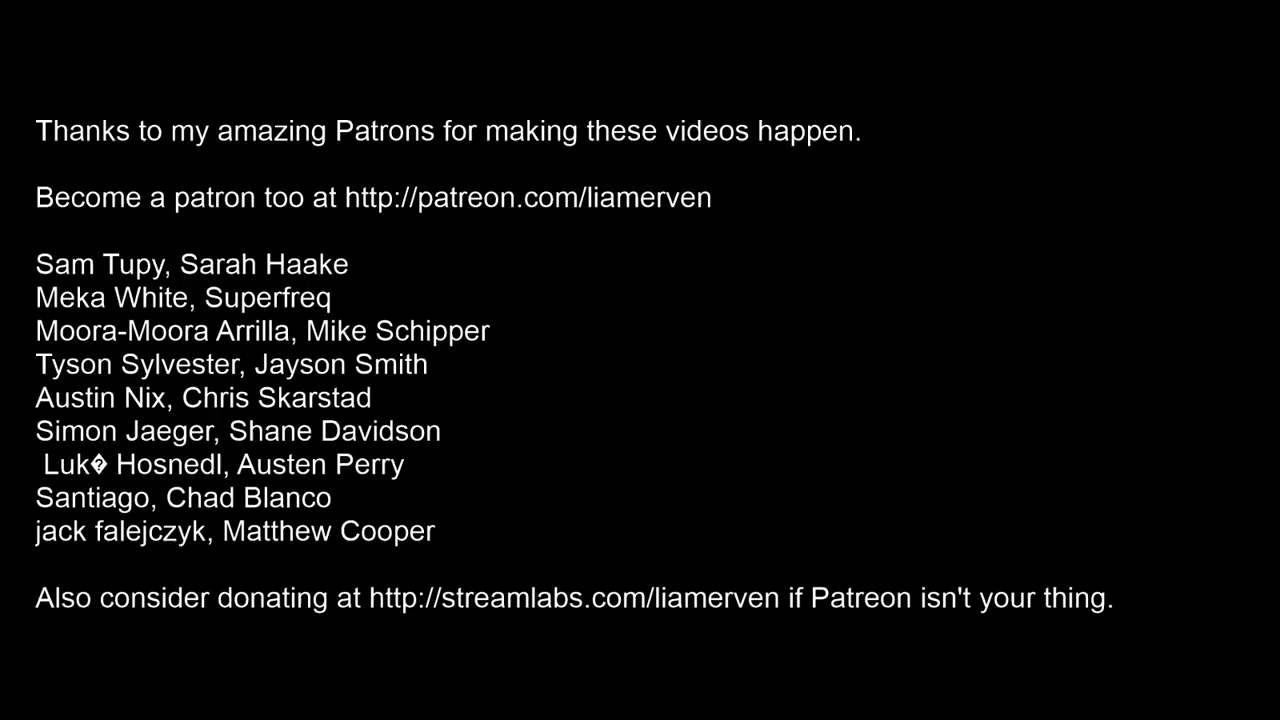 Thanks to my amazing Patrons for making these videos happen.
Become a patron too at http://patreon.com/liamerven
Sam Tupy, Sarah Haake
Meka White, Superfreq
Moora-Moora Arrilla, Mike Schipper
Tyson Sylvester, Jayson Smith
Austin Nix, Chris Skarstad
Simon Jaeger, Shane Davidson
Luk� Hosnedl, Austen Perry
Santiago, Chad Blanco
jack falejczyk, Matthew Cooper
Also consider donating at http://streamlabs.com/liamerven if Patreon isn't your thing.